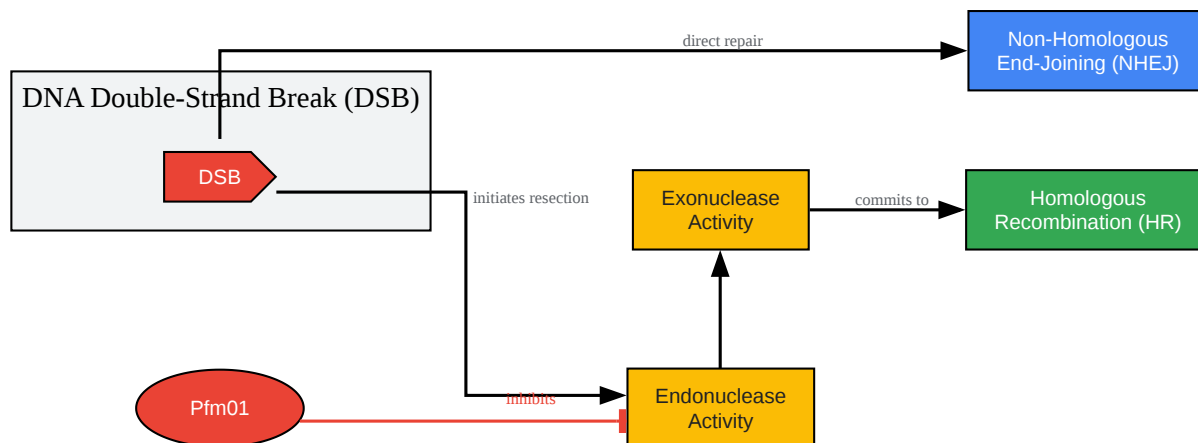 direct repair
Non-Homologous
End-Joining (NHEJ)
DNA Double-Strand Break (DSB)
DSB
initiates resection
Exonuclease
Activity
commits to
Homologous
Recombination (HR)
Pfm01
inhibits
Endonuclease
Activity